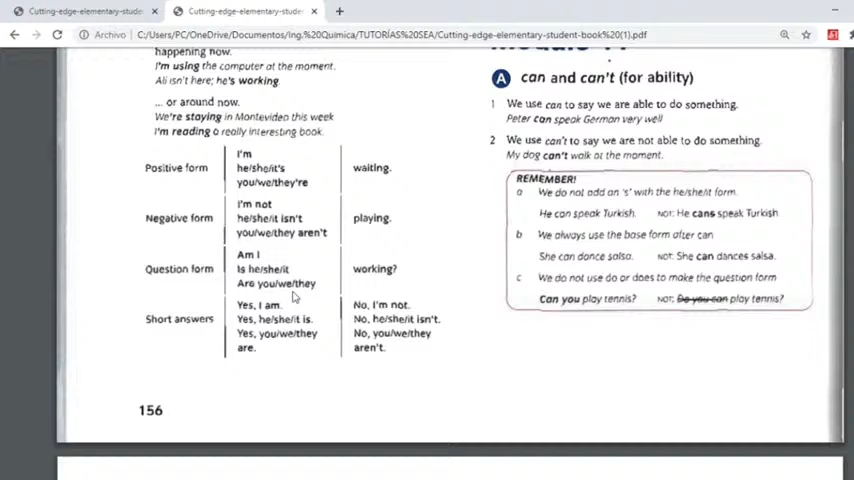 Cutting-edge-elementary-stude
Cutting-edge-elementary-studen
Archivo
C:/Users/PC/OneDrive/Documentos/Ing.%20Quimica/TUTORÍAS%20SEA/Cutting-edge-elementary-student-book%20(1).pdf
happening now.
I'm using the computer at the moment.
Ali isn't here; he's working.
... or around now.
We're staying in Montevideo this week
I'm reading a really interesting book.
Positive form
I'm
he/she/it's
you/we/they're
waiting.
Negative form
I'm not
he/she/it isn't
you/we/they aren't
playing.
Question form
Am I
Is he/she/it
Are you/we/they
working?
Short answers
Yes, I am.
Yes, he/she/it is.
Yes, you/we/they
are.
No, I'm not.
No, he/she/it isn't.
No, you/we/they
aren't.
156
A can and can't (for ability)
1 We use can to say we are able to do something.
Peter can speak German very well
2 We use can't to say we are not able to do something.
My dog can't walk at the moment.
REMEMBER!
a We do not add an 's' with the he/she/it form.
He can speak Turkish. NOT: He cans speak Turkish
b We always use the base form after can
She can dance salsa. NOT: She can dances salsa.
c We do not use do or does to make the question form
Can you play tennis? NOT: Do you can play tennis?